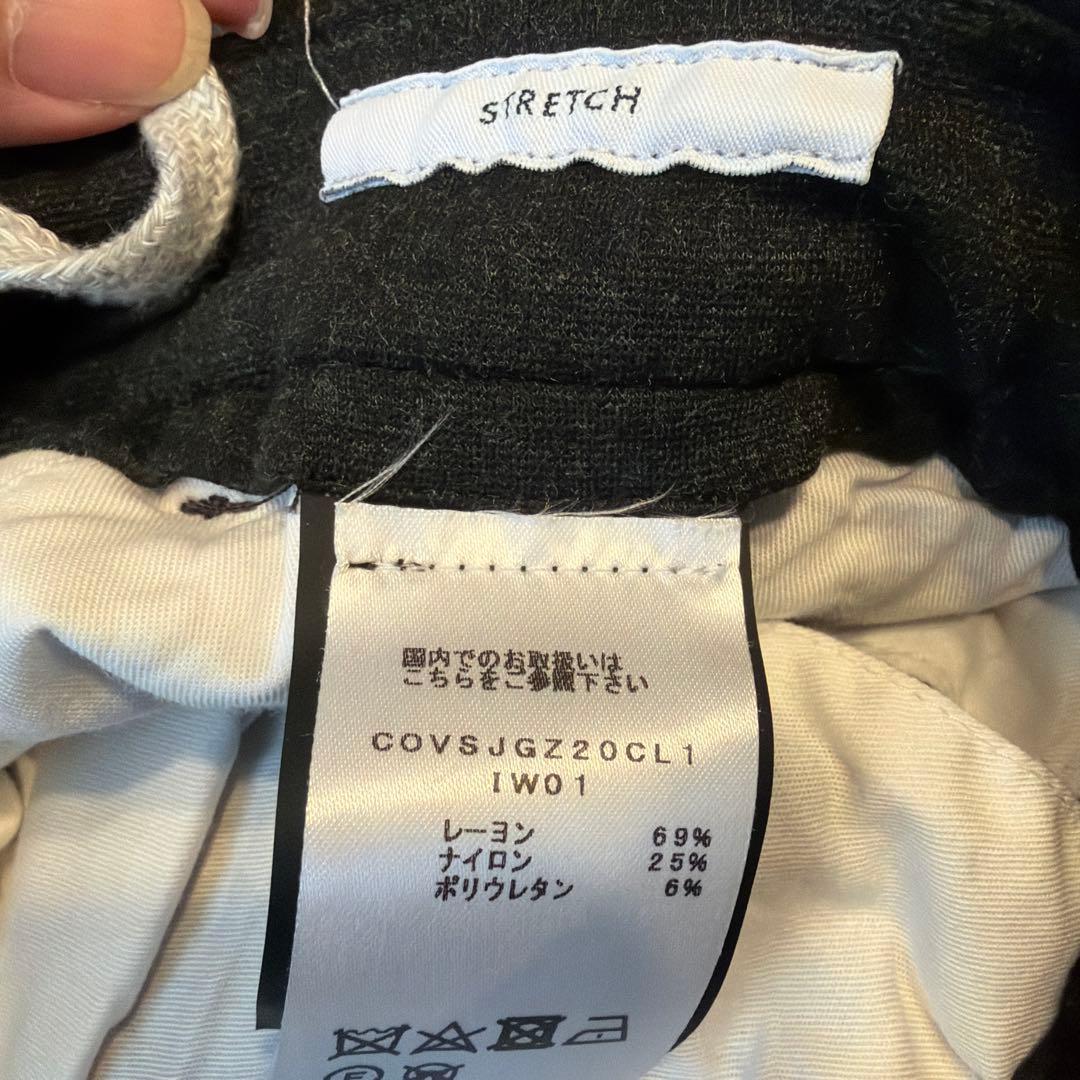 STRETCH
国内でのお取扱いは
こちらをご参照下さい
COVSJGZ20CL1
IW01
レーヨン 69%
ナイロン 25%
ポリウレタン 6%